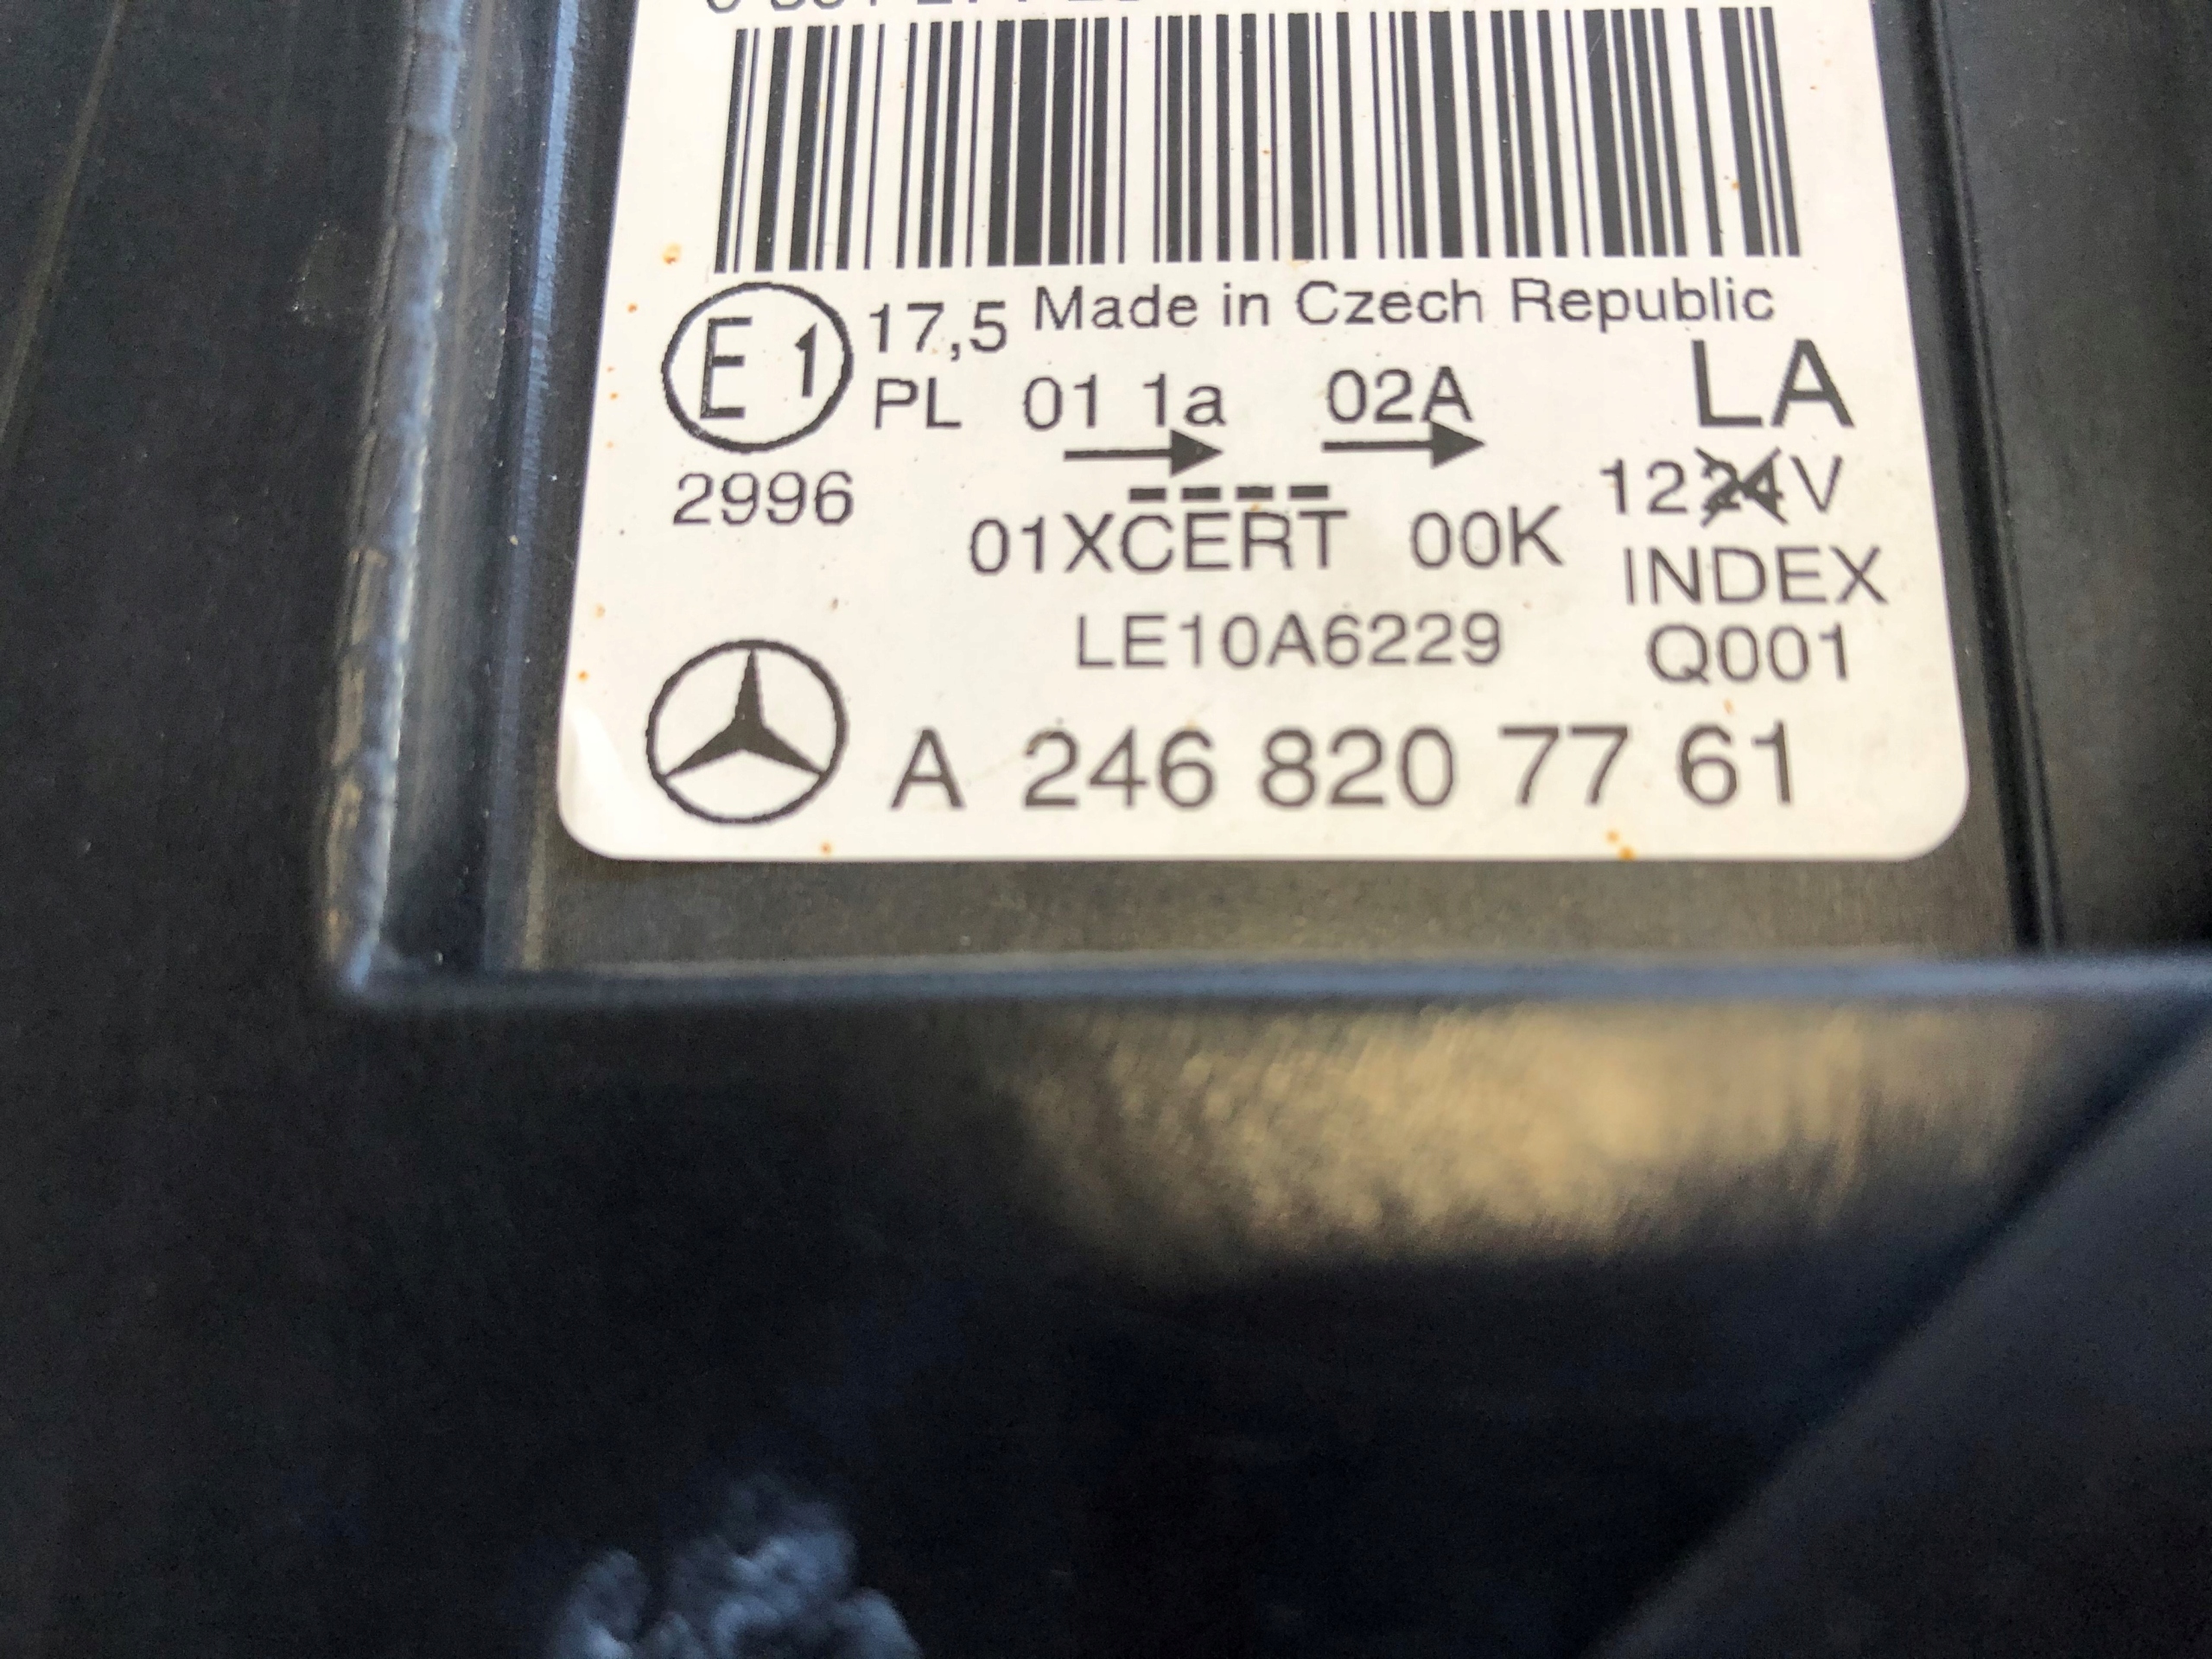 E1 17,5 Made in Czech Republic
PL 01 1a 02A LA
2996 12 24 V
01XCERT 00K INDEX
LE10A6229 Q001
A 246 820 77 61